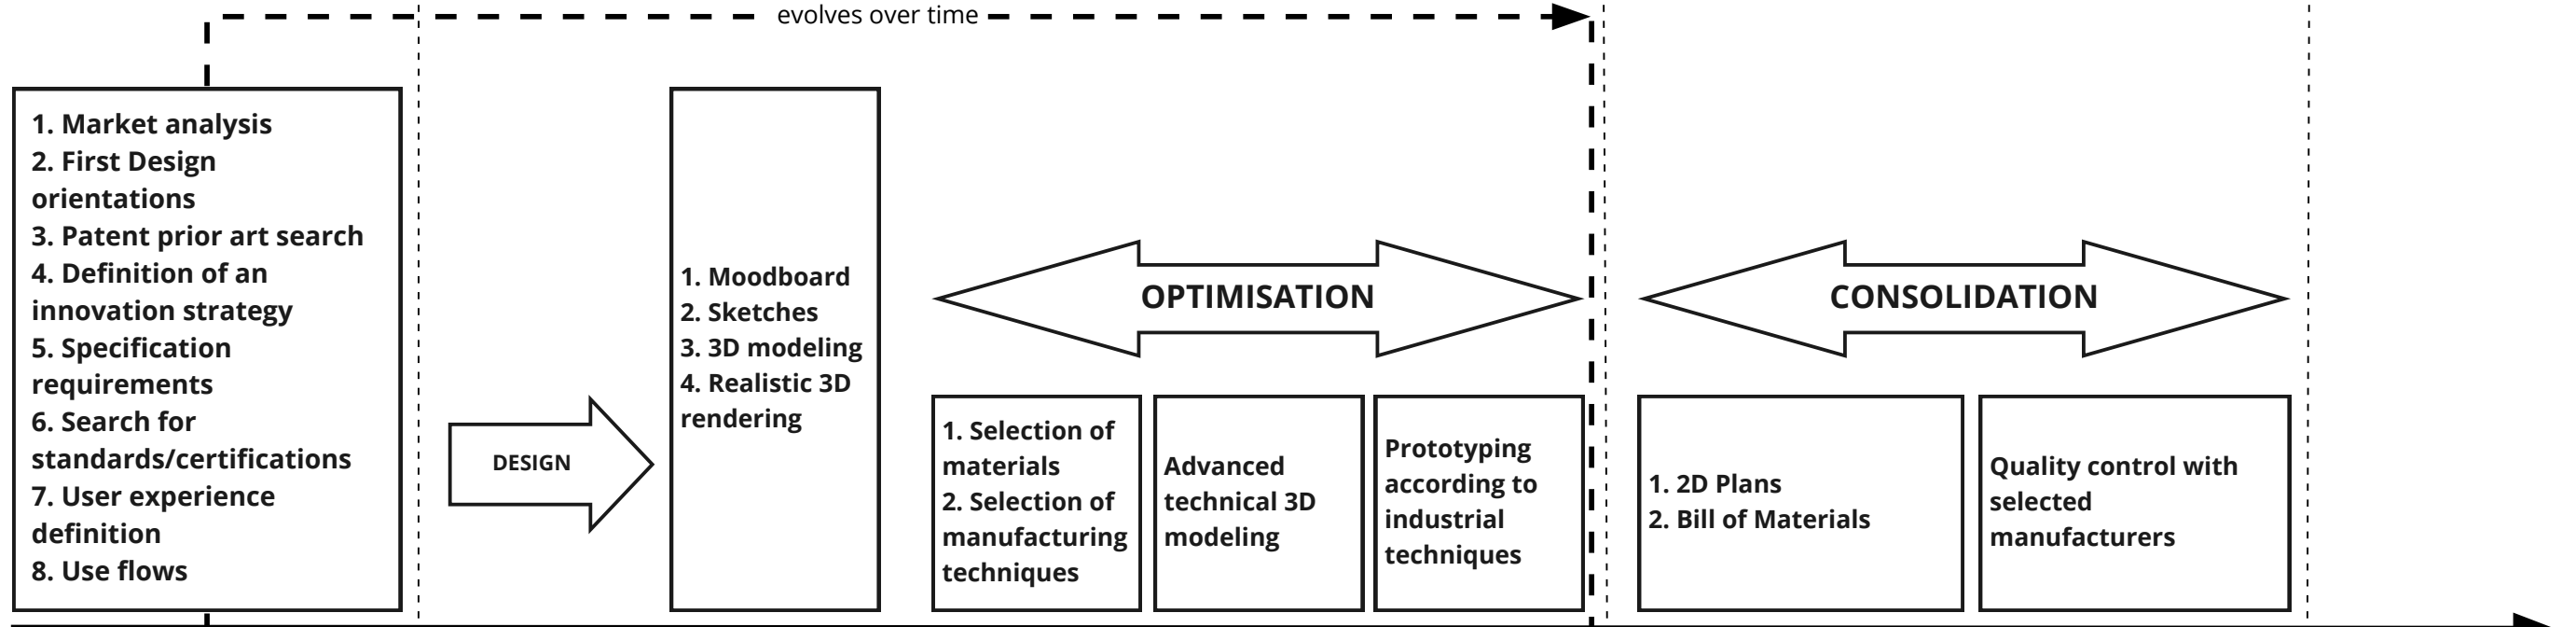 evolves over time
1. Market analysis
2. First Design
orientations
3. Patent prior art search
4. Definition of an
innovation strategy
5. Specification
requirements
6. Search for
standards/certifications
7. User experience
definition
8. Use flows
DESIGN
1. Moodboard
2. Sketches
3. 3D modeling
4. Realistic 3D
rendering
OPTIMISATION
1. Selection of
materials
2. Selection of
manufacturing
techniques
Advanced
technical 3D
modeling
Prototyping
according to
industrial
techniques
CONSOLIDATION
1. 2D Plans
2. Bill of Materials
Quality control with
selected
manufacturers